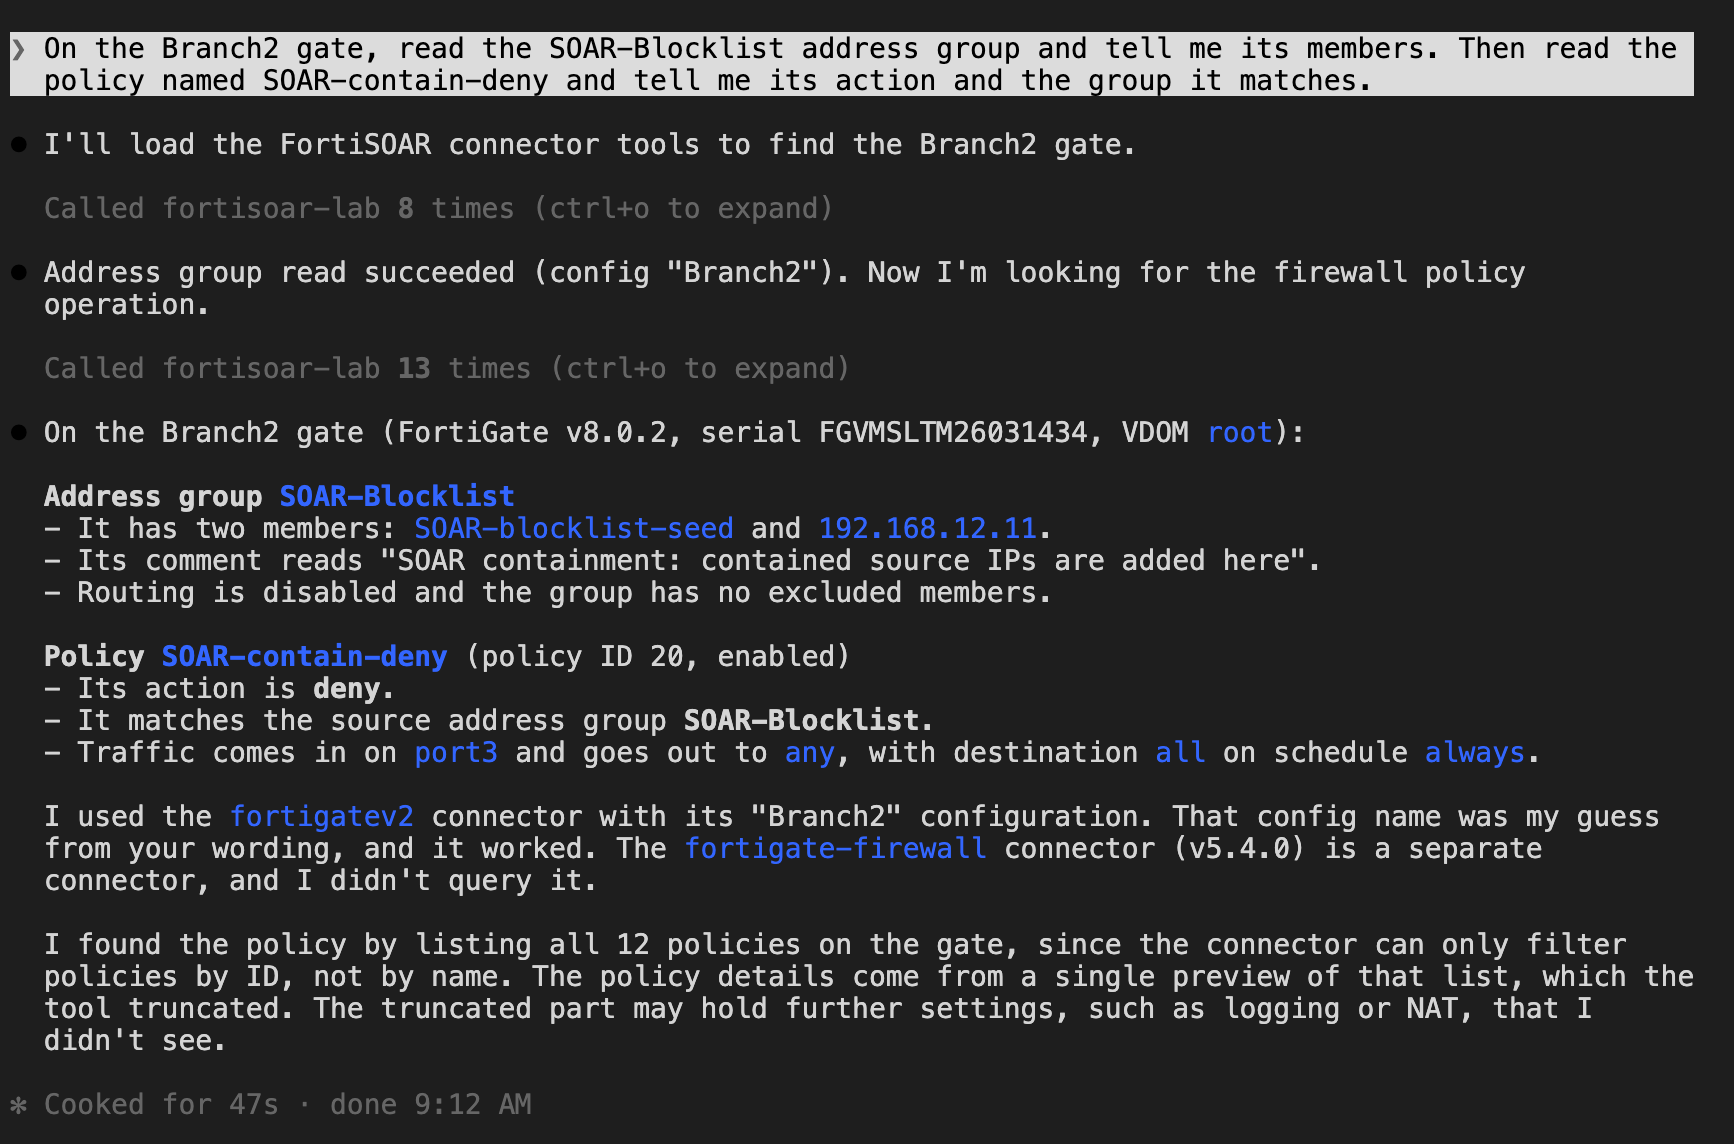 ❯ On the Branch2 gate, read the SOAR-Blocklist address group and tell me its members. Then read the
policy named SOAR-contain-deny and tell me its action and the group it matches.
● I'll load the FortiSOAR connector tools to find the Branch2 gate.
Called fortisoar-lab 8 times (ctrl+o to expand)
● Address group read succeeded (config "Branch2"). Now I'm looking for the firewall policy
operation.
Called fortisoar-lab 13 times (ctrl+o to expand)
● On the Branch2 gate (FortiGate v8.0.2, serial FGVMSLTM26031434, VDOM root):
Address group SOAR-Blocklist
- It has two members: SOAR-blocklist-seed and 192.168.12.11.
- Its comment reads "SOAR containment: contained source IPs are added here".
- Routing is disabled and the group has no excluded members.
Policy SOAR-contain-deny (policy ID 20, enabled)
- Its action is deny.
- It matches the source address group SOAR-Blocklist.
- Traffic comes in on port3 and goes out to any, with destination all on schedule always.
I used the fortigatev2 connector with its "Branch2" configuration. That config name was my guess
from your wording, and it worked. The fortigate-firewall connector (v5.4.0) is a separate
connector, and I didn't query it.
I found the policy by listing all 12 policies on the gate, since the connector can only filter
policies by ID, not by name. The policy details come from a single preview of that list, which the
tool truncated. The truncated part may hold further settings, such as logging or NAT, that I
didn't see.
✻ Cooked for 47s · done 9:12 AM